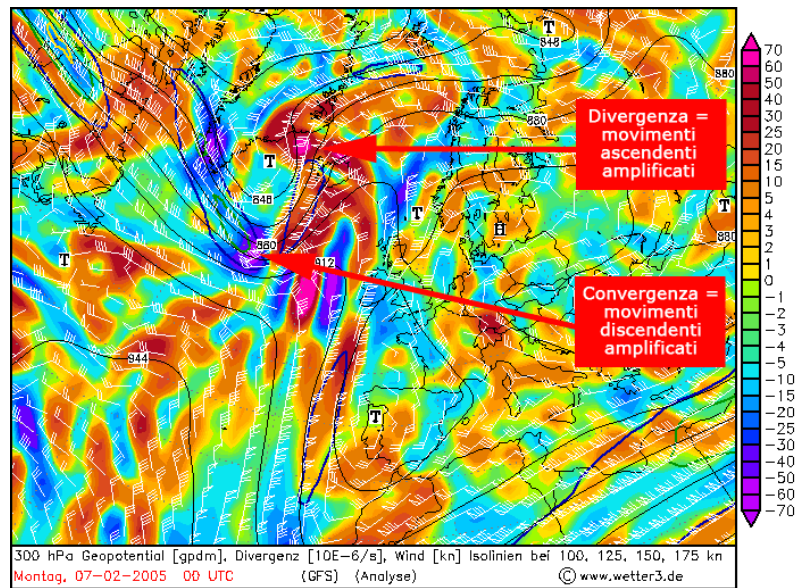 T
848
880
880
Divergenza =
movimenti
ascendenti
amplificati
T
848
T
T
H
880
912
880
T
Convergenza =
movimenti
discendenti
amplificati
944
T
70
60
50
40
30
25
20
15
10
5
4
3
2
1
0
−1
−2
−3
−4
−5
−10
−15
−20
−25
−30
−40
−50
−60
−70
300 hPa Geopotential [gpdm], Divergenz [10E-6/s], Wind [kn] Isolinien bei 100, 125, 150, 175 kn
Montag, 07-02-2005 00 UTC (GFS) (Analyse) © www.wetter3.de